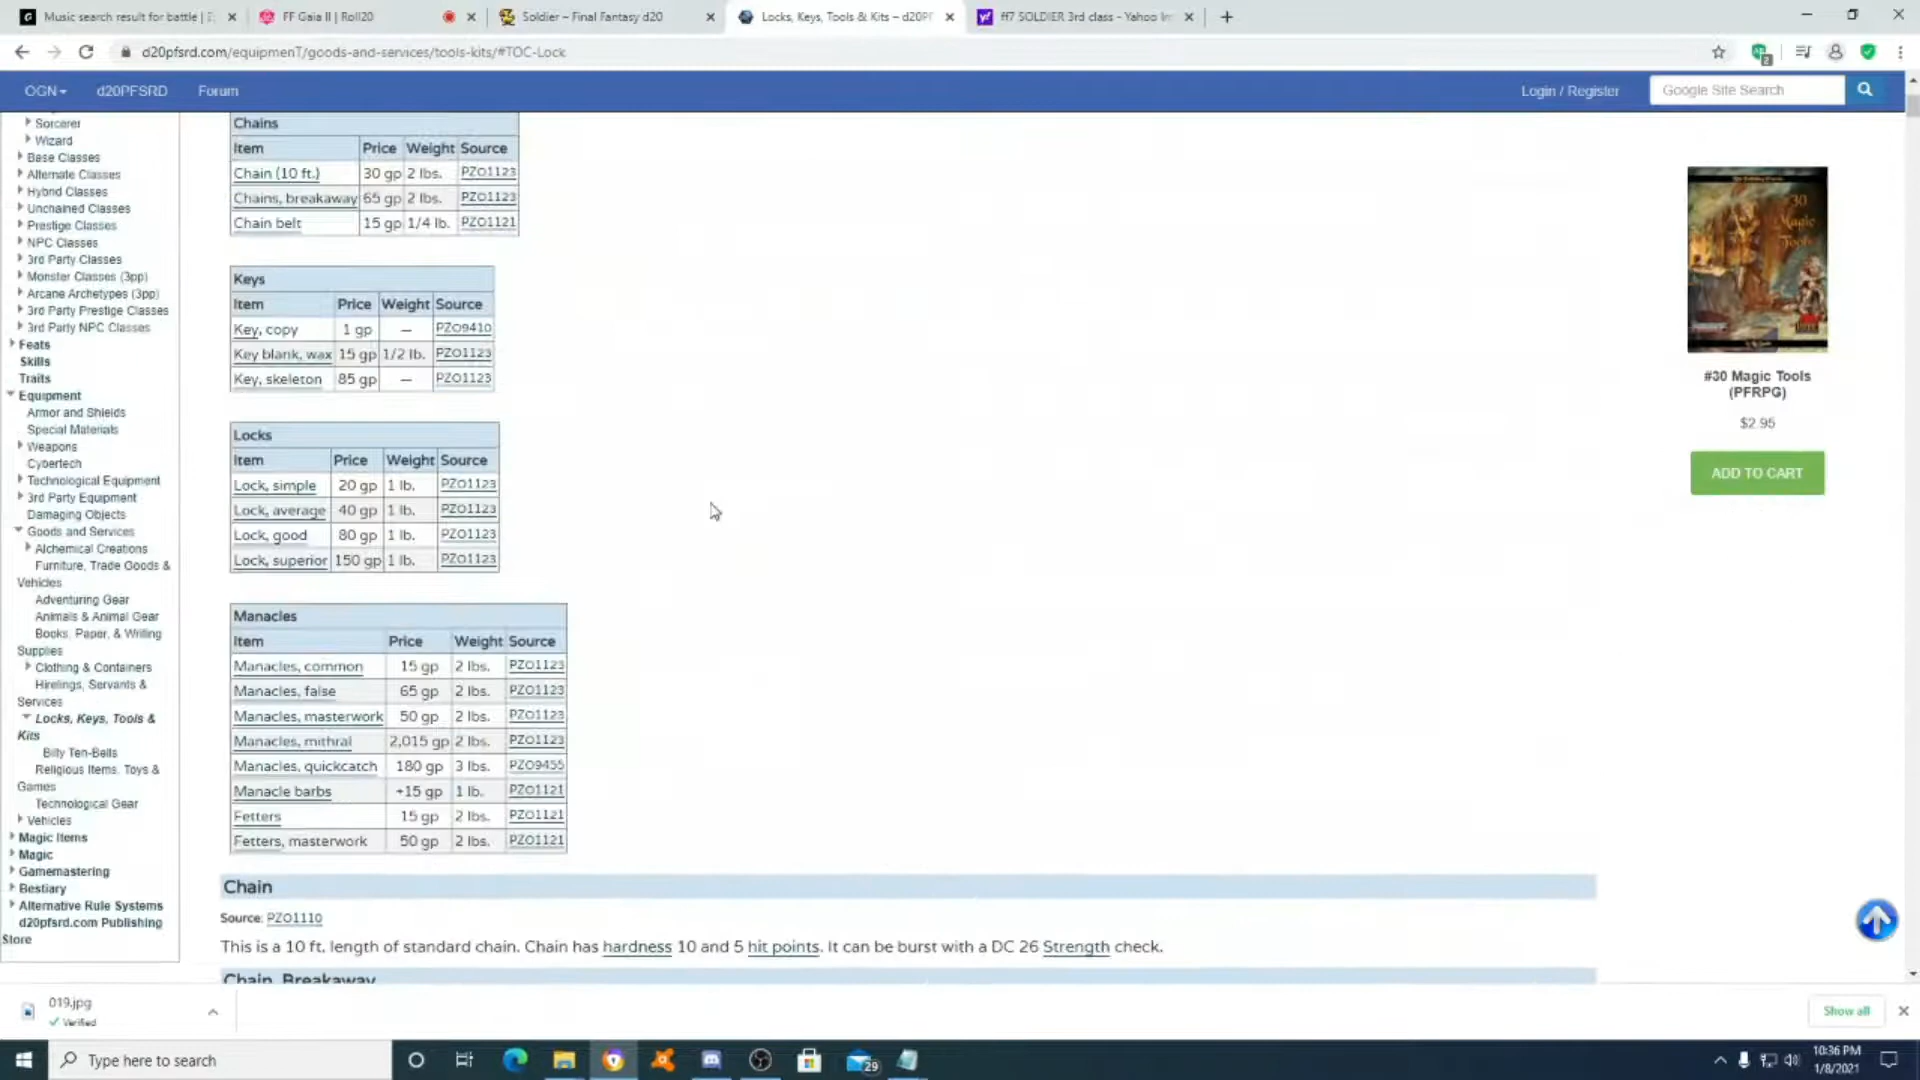 Music search result for battle | E
FF Gaia II | Roll20
Soldier – Final Fantasy d20
Locks, Keys, Tools & Kits – d20PF
ff7 SOLDIER 3rd class - Yahoo Im
d20pfsrd.com/equipmenT/goods-and-services/tools-kits/#TOC-Lock
2
OGN
d20PFSRD
Forum
Login / Register
Google Site Search
Sorcerer
Wizard
Base Classes
Alternate Classes
Hybrid Classes
Unchained Classes
Prestige Classes
NPC Classes
3rd Party Classes
Monster Classes (3pp)
Arcane Archetypes (3pp)
3rd Party Prestige Classes
3rd Party NPC Classes
Feats
Skills
Traits
Equipment
Armor and Shields
Special Materials
Weapons
Cybertech
Technological Equipment
3rd Party Equipment
Damaging Objects
Goods and Services
Alchemical Creations
Furniture, Trade Goods &
Vehicles
Adventuring Gear
Animals & Animal Gear
Books, Paper, & Writing
Supplies
Clothing & Containers
Hirelings, Servants &
Services
Locks, Keys, Tools &
Kits
Billy Ten-Bells
Religious Items, Toys &
Games
Technological Gear
Vehicles
Magic Items
Magic
Gamemastering
Bestiary
Alternative Rule Systems
d20pfsrd.com Publishing
Store
Chains
Item Price Weight Source
Chain (10 ft.) 30 gp 2 lbs. PZO1123
Chains, breakaway 65 gp 2 lbs. PZO1123
Chain belt 15 gp 1/4 lb. PZO1121
Keys
Item Price Weight Source
Key, copy 1 gp — PZO9410
Key blank, wax 15 gp 1/2 lb. PZO1123
Key, skeleton 85 gp — PZO1123
Locks
Item Price Weight Source
Lock, simple 20 gp 1 lb. PZO1123
Lock, average 40 gp 1 lb. PZO1123
Lock, good 80 gp 1 lb. PZO1123
Lock, superior 150 gp 1 lb. PZO1123
Manacles
Item Price Weight Source
Manacles, common 15 gp 2 lbs. PZO1123
Manacles, false 65 gp 2 lbs. PZO1123
Manacles, masterwork 50 gp 2 lbs. PZO1123
Manacles, mithral 2,015 gp 2 lbs. PZO1123
Manacles, quickcatch 180 gp 3 lbs. PZO9455
Manacle barbs +15 gp 1 lb. PZO1121
Fetters 15 gp 2 lbs. PZO1121
Fetters, masterwork 50 gp 2 lbs. PZO1121
Chain
Source: PZO1110
This is a 10 ft. length of standard chain. Chain has hardness 10 and 5 hit points. It can be burst with a DC 26 Strength check.
Chain, Breakaway
30
Magic
Tools
#30 Magic Tools
(PFRPG)
$2.95
ADD TO CART
019.jpg
Verified
Show all
Type here to search
29
10:36 PM
1/8/2021